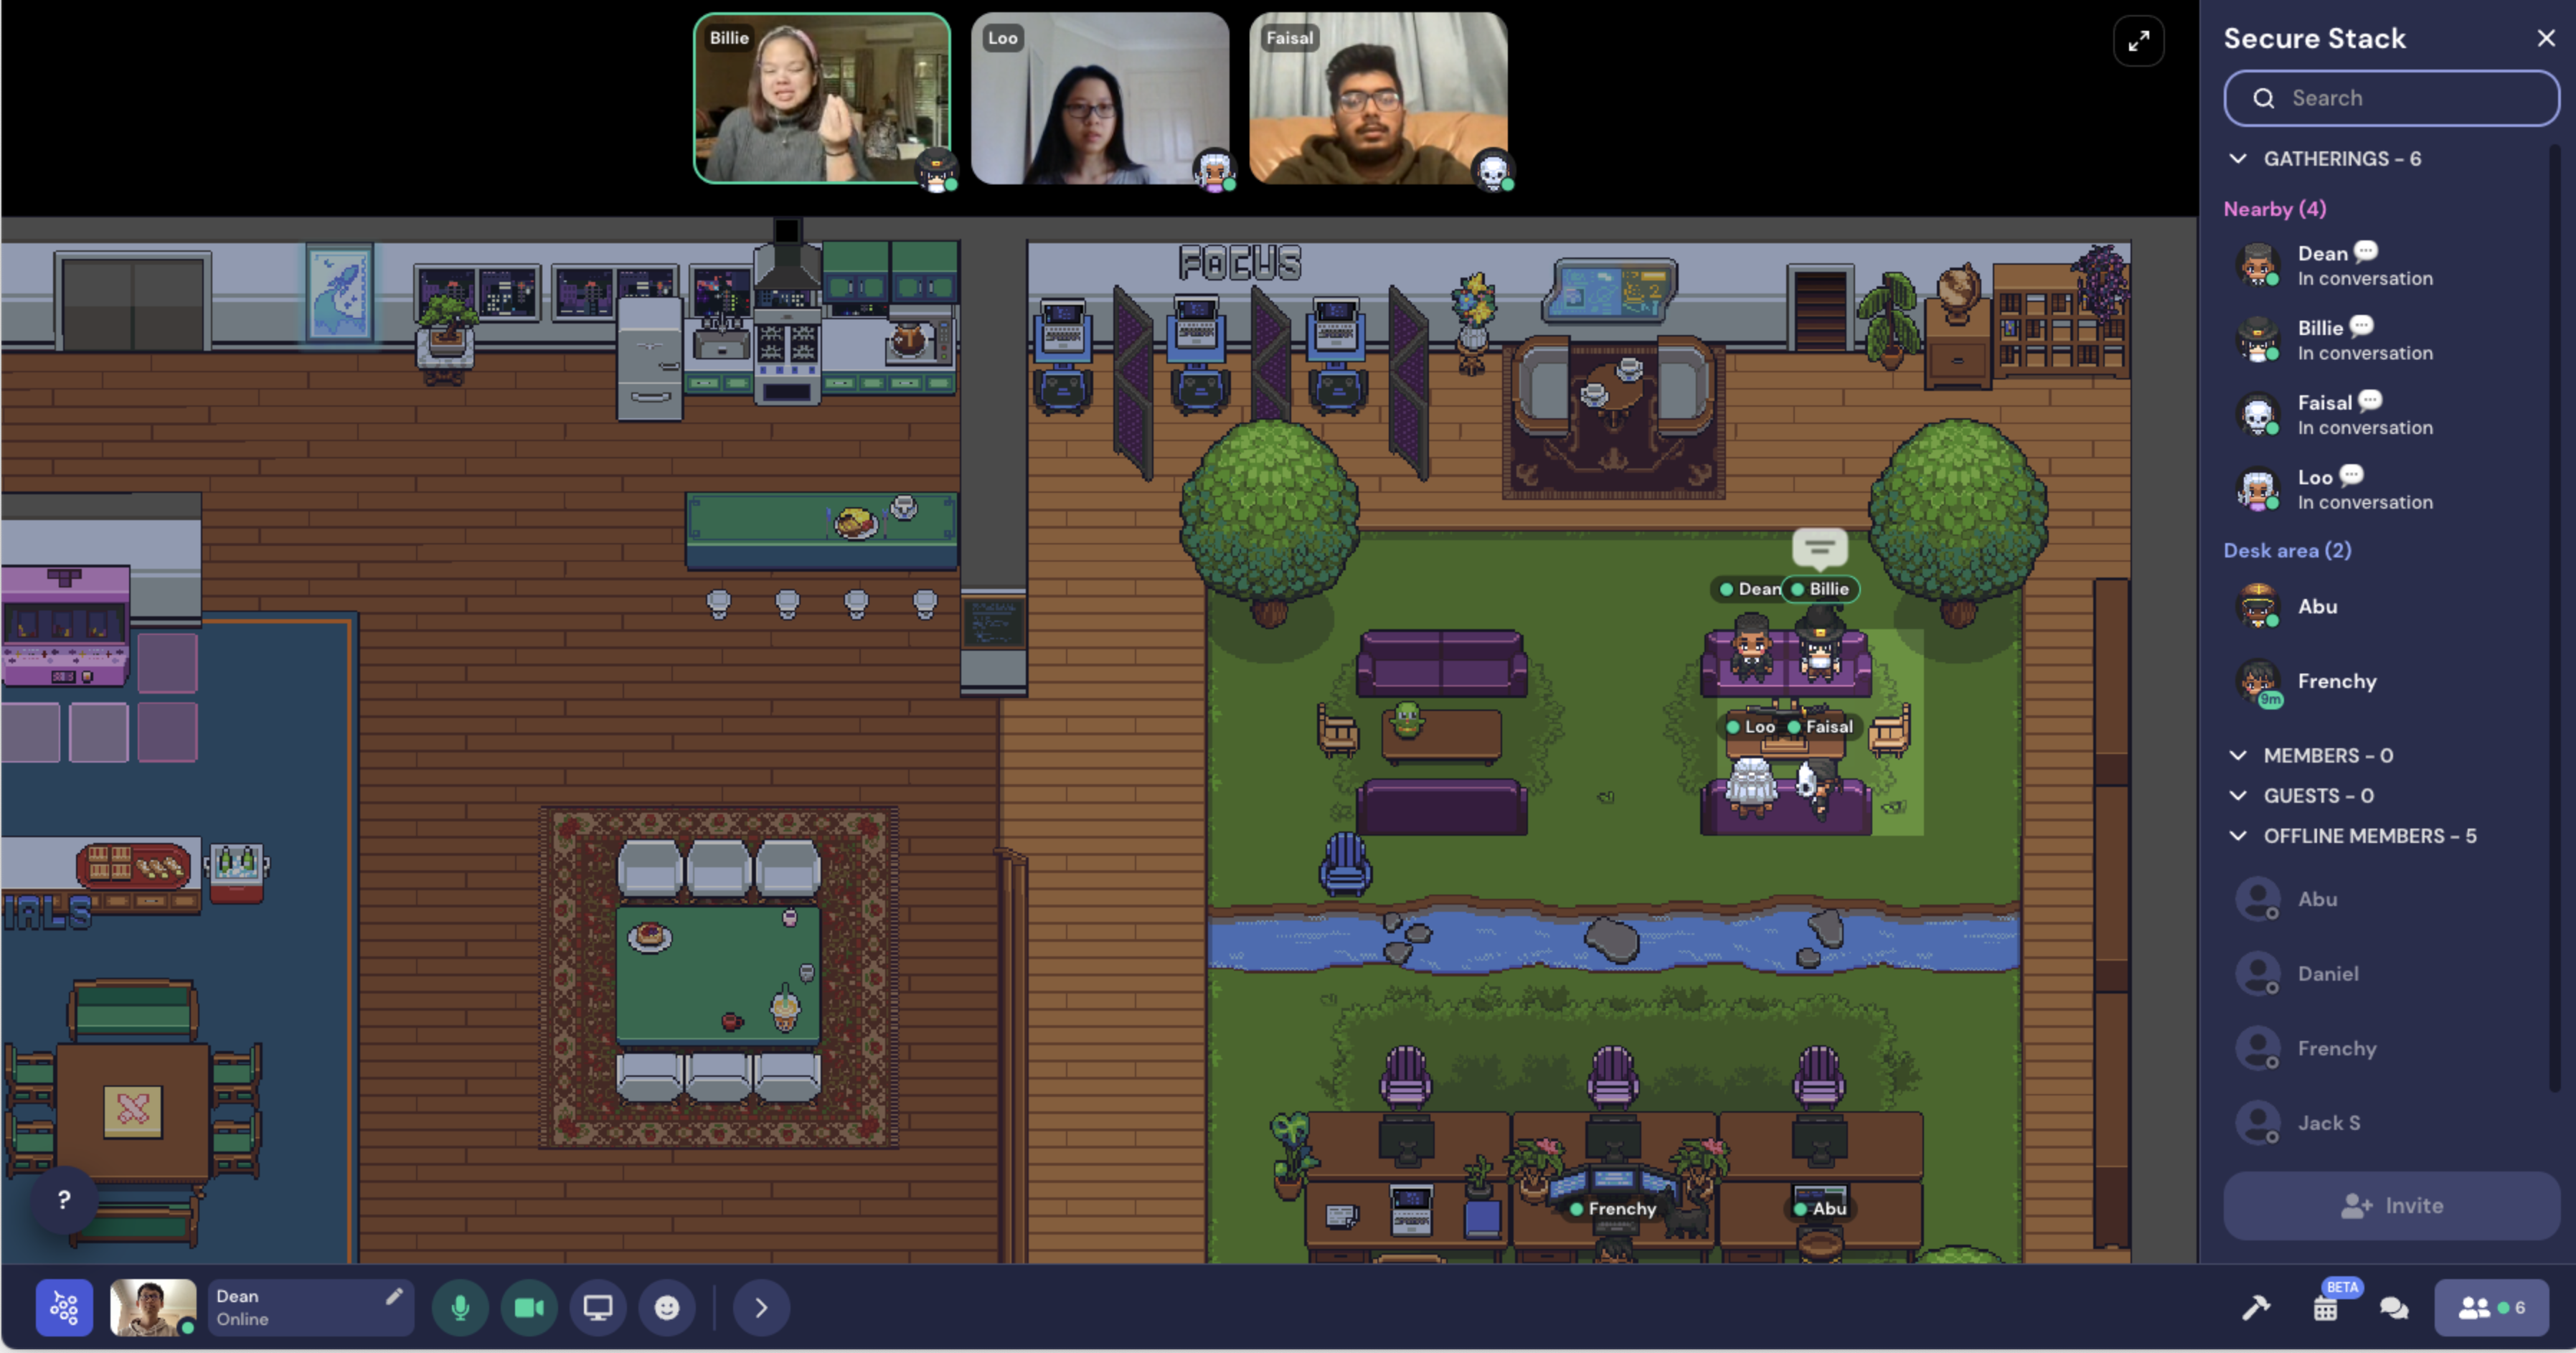 Billie
Loo
Faisal
Secure Stack
Search
GATHERINGS - 6
Nearby (4)
Dean
In conversation
Billie
In conversation
Faisal
In conversation
Loo
In conversation
Desk area (2)
Abu
Frenchy
9m
MEMBERS - 0
GUESTS - 0
OFFLINE MEMBERS - 5
Abu
Daniel
Frenchy
Jack S
Invite
FOCUS
Dean
Billie
Loo
Faisal
IALS
Frenchy
Abu
?
Dean
Online
BETA
6